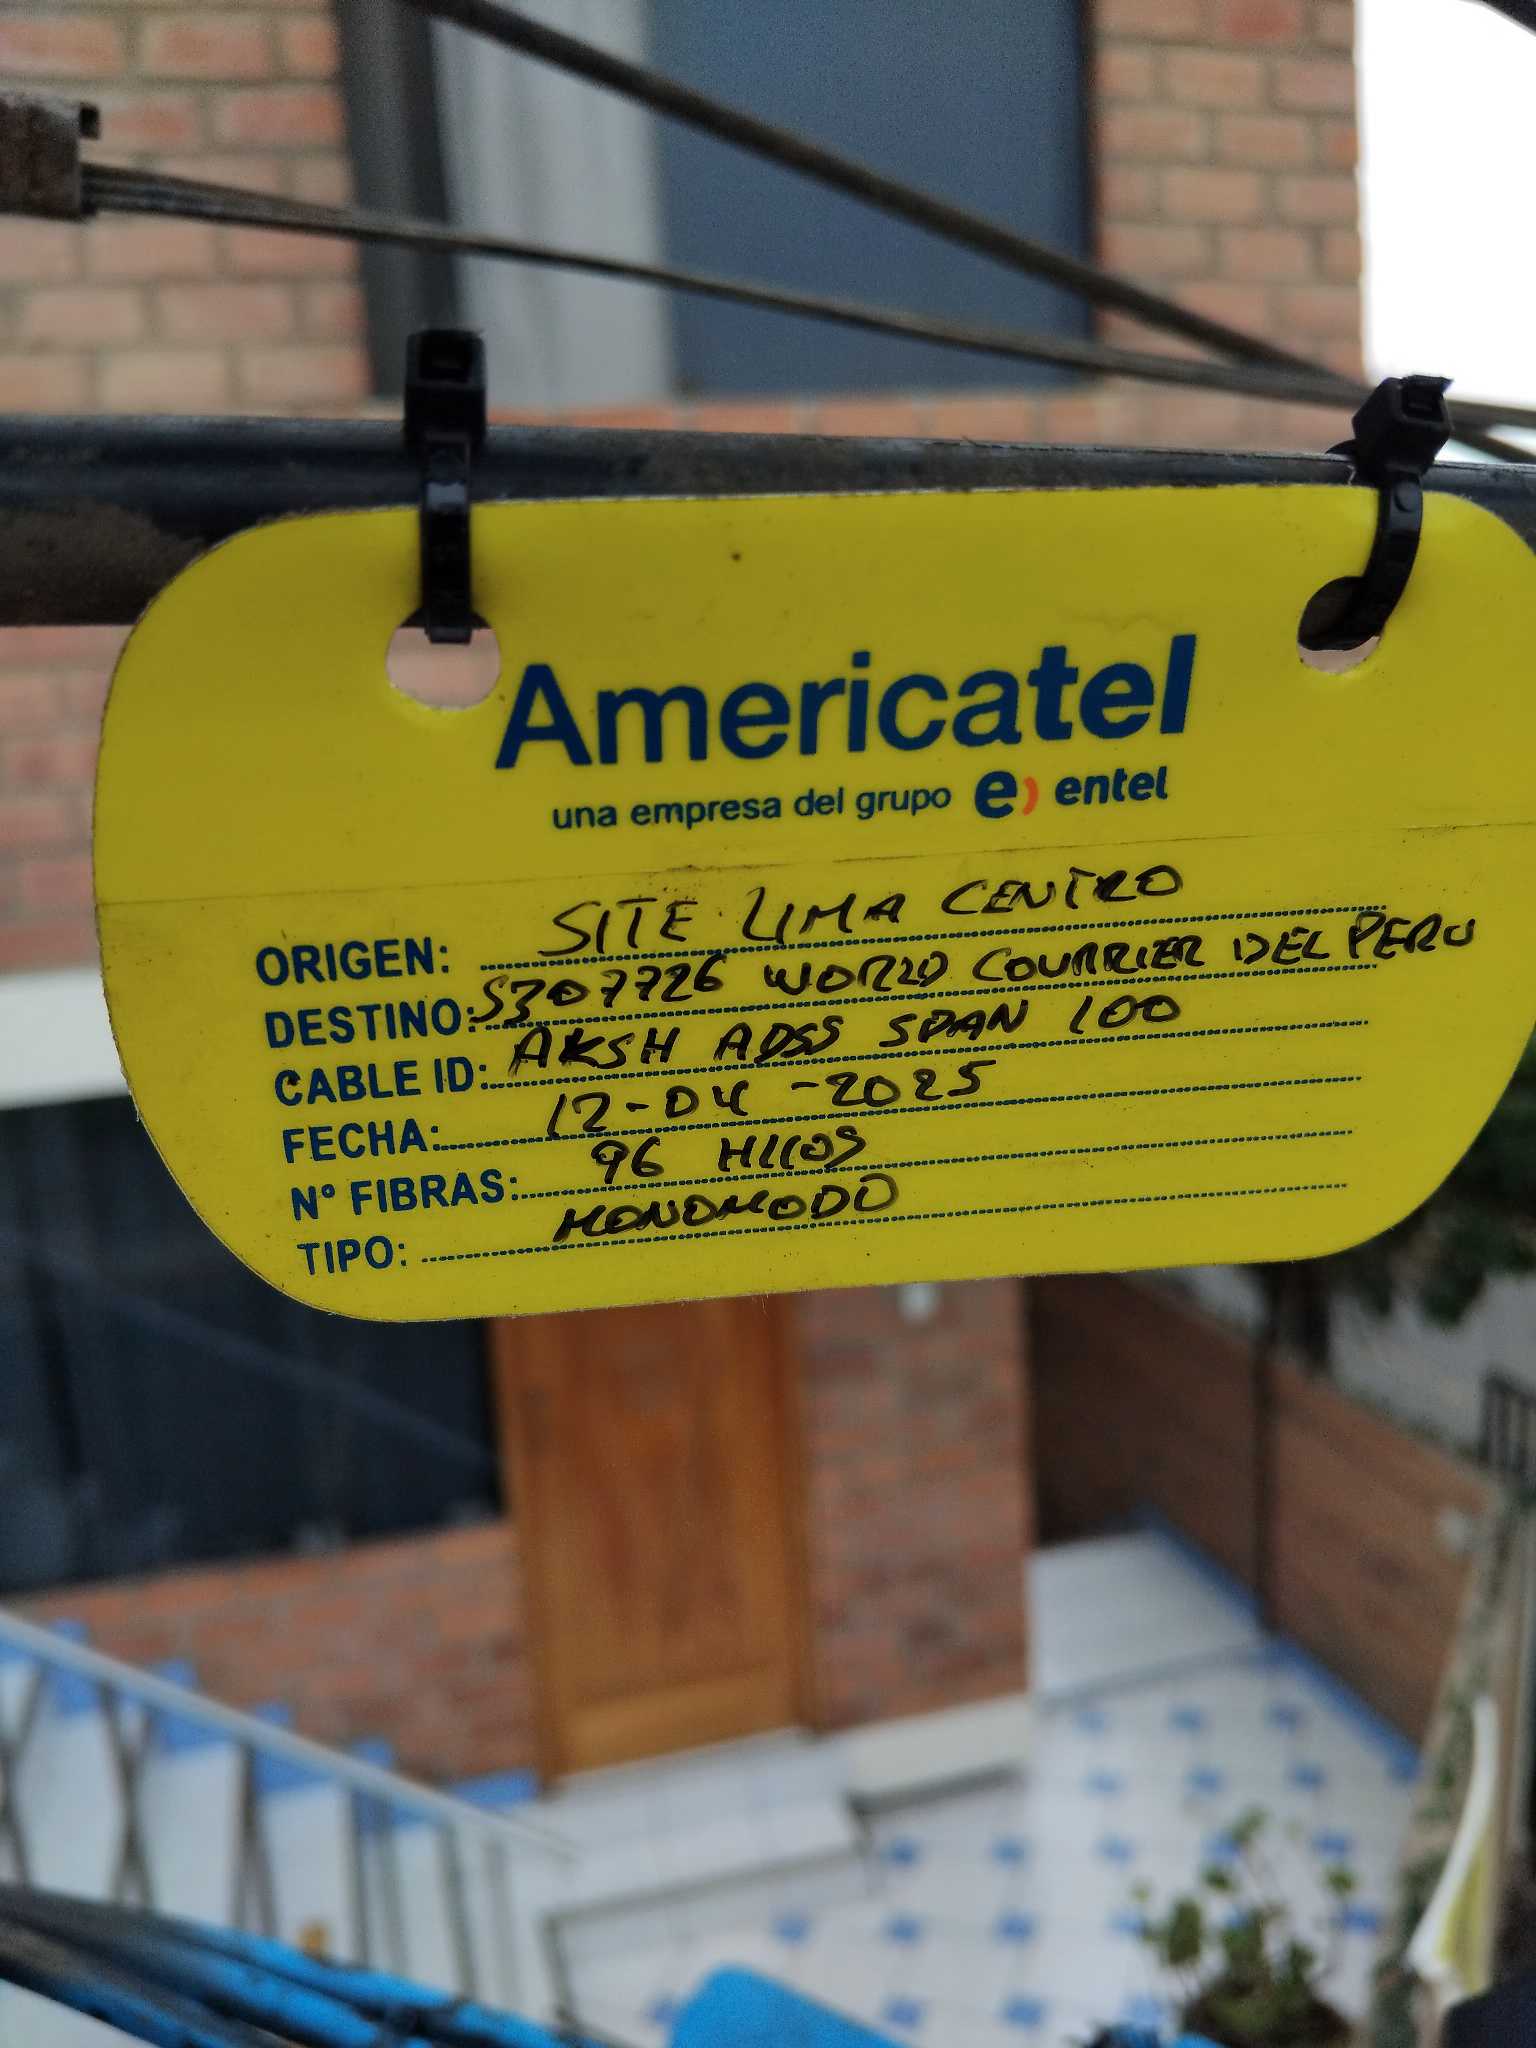 Americatel
una empresa del grupo e) entel
ORIGEN: SITE LIMA CENTRO
DESTINO: S307726 WORLD COURRIER DEL PERU
CABLE ID: AKSH ADSS SPAN 100
FECHA: 12-04-2025
N° FIBRAS: 96 HILOS
TIPO: MONOMODO